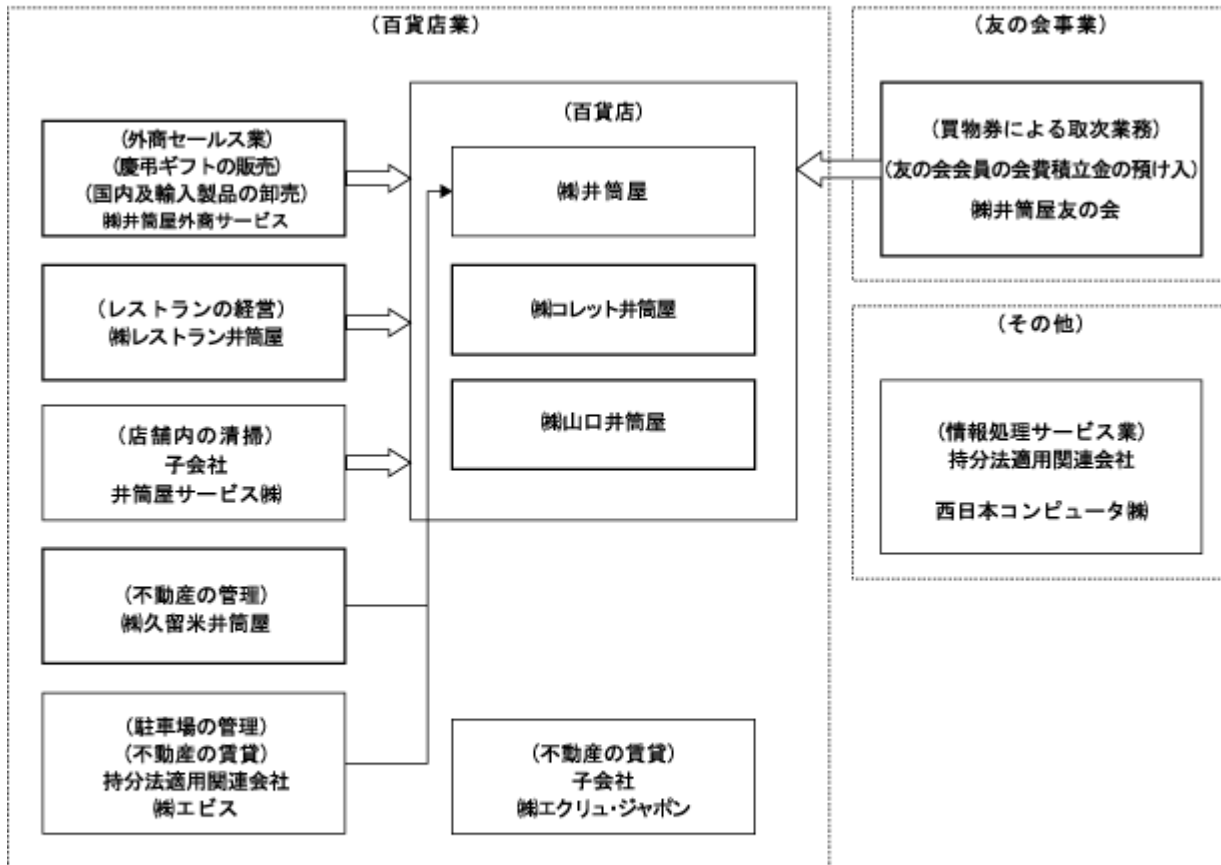 (百貨店業)
(外商セールス業)
(慶弔ギフトの販売)
(国内及輸入製品の卸売)
㈱井筒屋外商サービス
(レストランの経営)
㈱レストラン井筒屋
(店舗内の清掃)
子会社
井筒屋サービス㈱
(不動産の管理)
㈱久留米井筒屋
(駐車場の管理)
(不動産の賃貸)
持分法適用関連会社
㈱エビス
(百貨店)
㈱井筒屋
㈱コレット井筒屋
㈱山口井筒屋
(不動産の賃貸)
子会社
㈱エクリュ・ジャポン
(友の会事業)
(買物券による取次業務)
(友の会会員の会費積立金の預け入)
㈱井筒屋友の会
(その他)
(情報処理サービス業)
持分法適用関連会社
西日本コンピュータ㈱